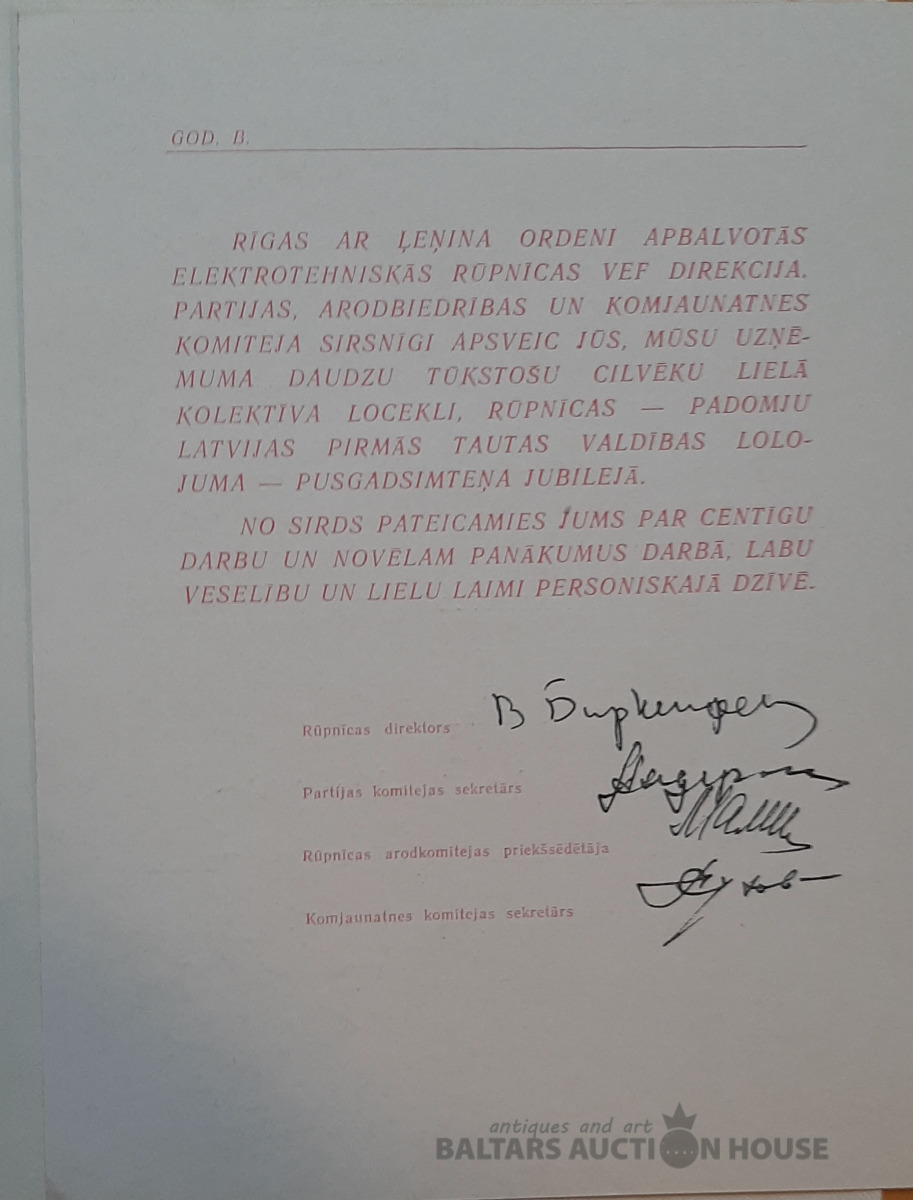 GOD. B.
RĪGAS AR ĻEŅINA ORDENI APBALVOTĀS
ELEKTROTEHNISKĀS RŪPNĪCAS VEF DIREKCIJA,
PARTIJAS, ARODBIEDRĪBAS UN KOMJAUNATNES
KOMITEJA SIRSNĪGI APSVEIC JŪS, MŪSU UZŅĒ-
MUMA DAUDZU TŪKSTOŠU CILVĒKU LIELĀ
KOLEKTĪVA LOCEKLI, RŪPNĪCAS — PADOMJU
LATVIJAS PIRMĀS TAUTAS VALDĪBAS LOLO-
JUMA — PUSGADSIMTEŅA JUBILEJĀ.
NO SIRDS PATEICAMIES JUMS PAR CENTĪGU
DARBU UN NOVĒLAM PANĀKUMUS DARBĀ, LABU
VESELĪBU UN LIELU LAIMI PERSONISKAJĀ DZĪVĒ.
Rūpnīcas direktors
Partijas komitejas sekretārs
Rūpnīcas arodkomitejas priekšsēdētāja
Komjaunatnes komitejas sekretārs
antiques and art
BALTARS AUCTION HOUSE